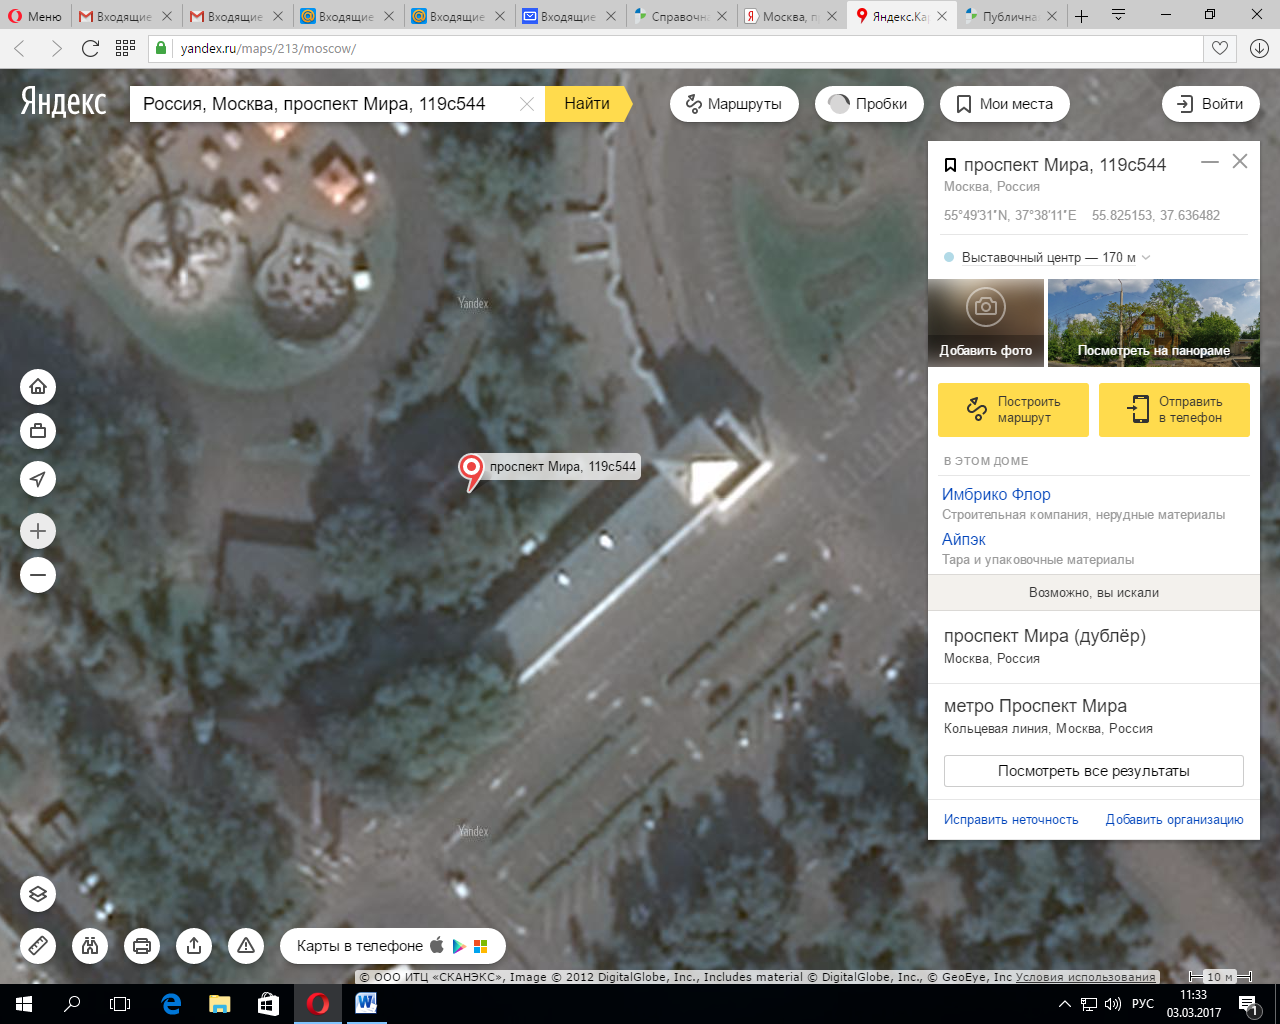 Меню
Входящие
Входящие
Входящие
Входящие
Входящие
Справочна
Москва, п
Яндекс.Кар
Публична
yandex.ru/maps/213/moscow/
Яндекс
Россия, Москва, проспект Мира, 119с544
Найти
Маршруты
Пробки
Мои места
Войти
проспект Мира, 119с544
Москва, Россия
55°49'31"N, 37°38'11"E 55.825153, 37.636482
Выставочный центр — 170 м
Добавить фото
Посмотреть на панораме
Построить маршрут
Отправить в телефон
В ЭТОМ ДОМЕ
Имбрико Флор
Строительная компания, нерудные материалы
Айпэк
Тара и упаковочные материалы
Возможно, вы искали
проспект Мира (дублёр)
Москва, Россия
метро Проспект Мира
Кольцевая линия, Москва, Россия
Посмотреть все результаты
Исправить неточность
Добавить организацию
Yandex
проспект Мира, 119с544
Yandex
Карты в телефоне
© ООО ИТЦ «СКАНЭКС», Image © 2012 DigitalGlobe, Inc., Includes material © DigitalGlobe, Inc., © GeoEye, Inc Условия использования
10 м
РУС
11:33
03.03.2017
1